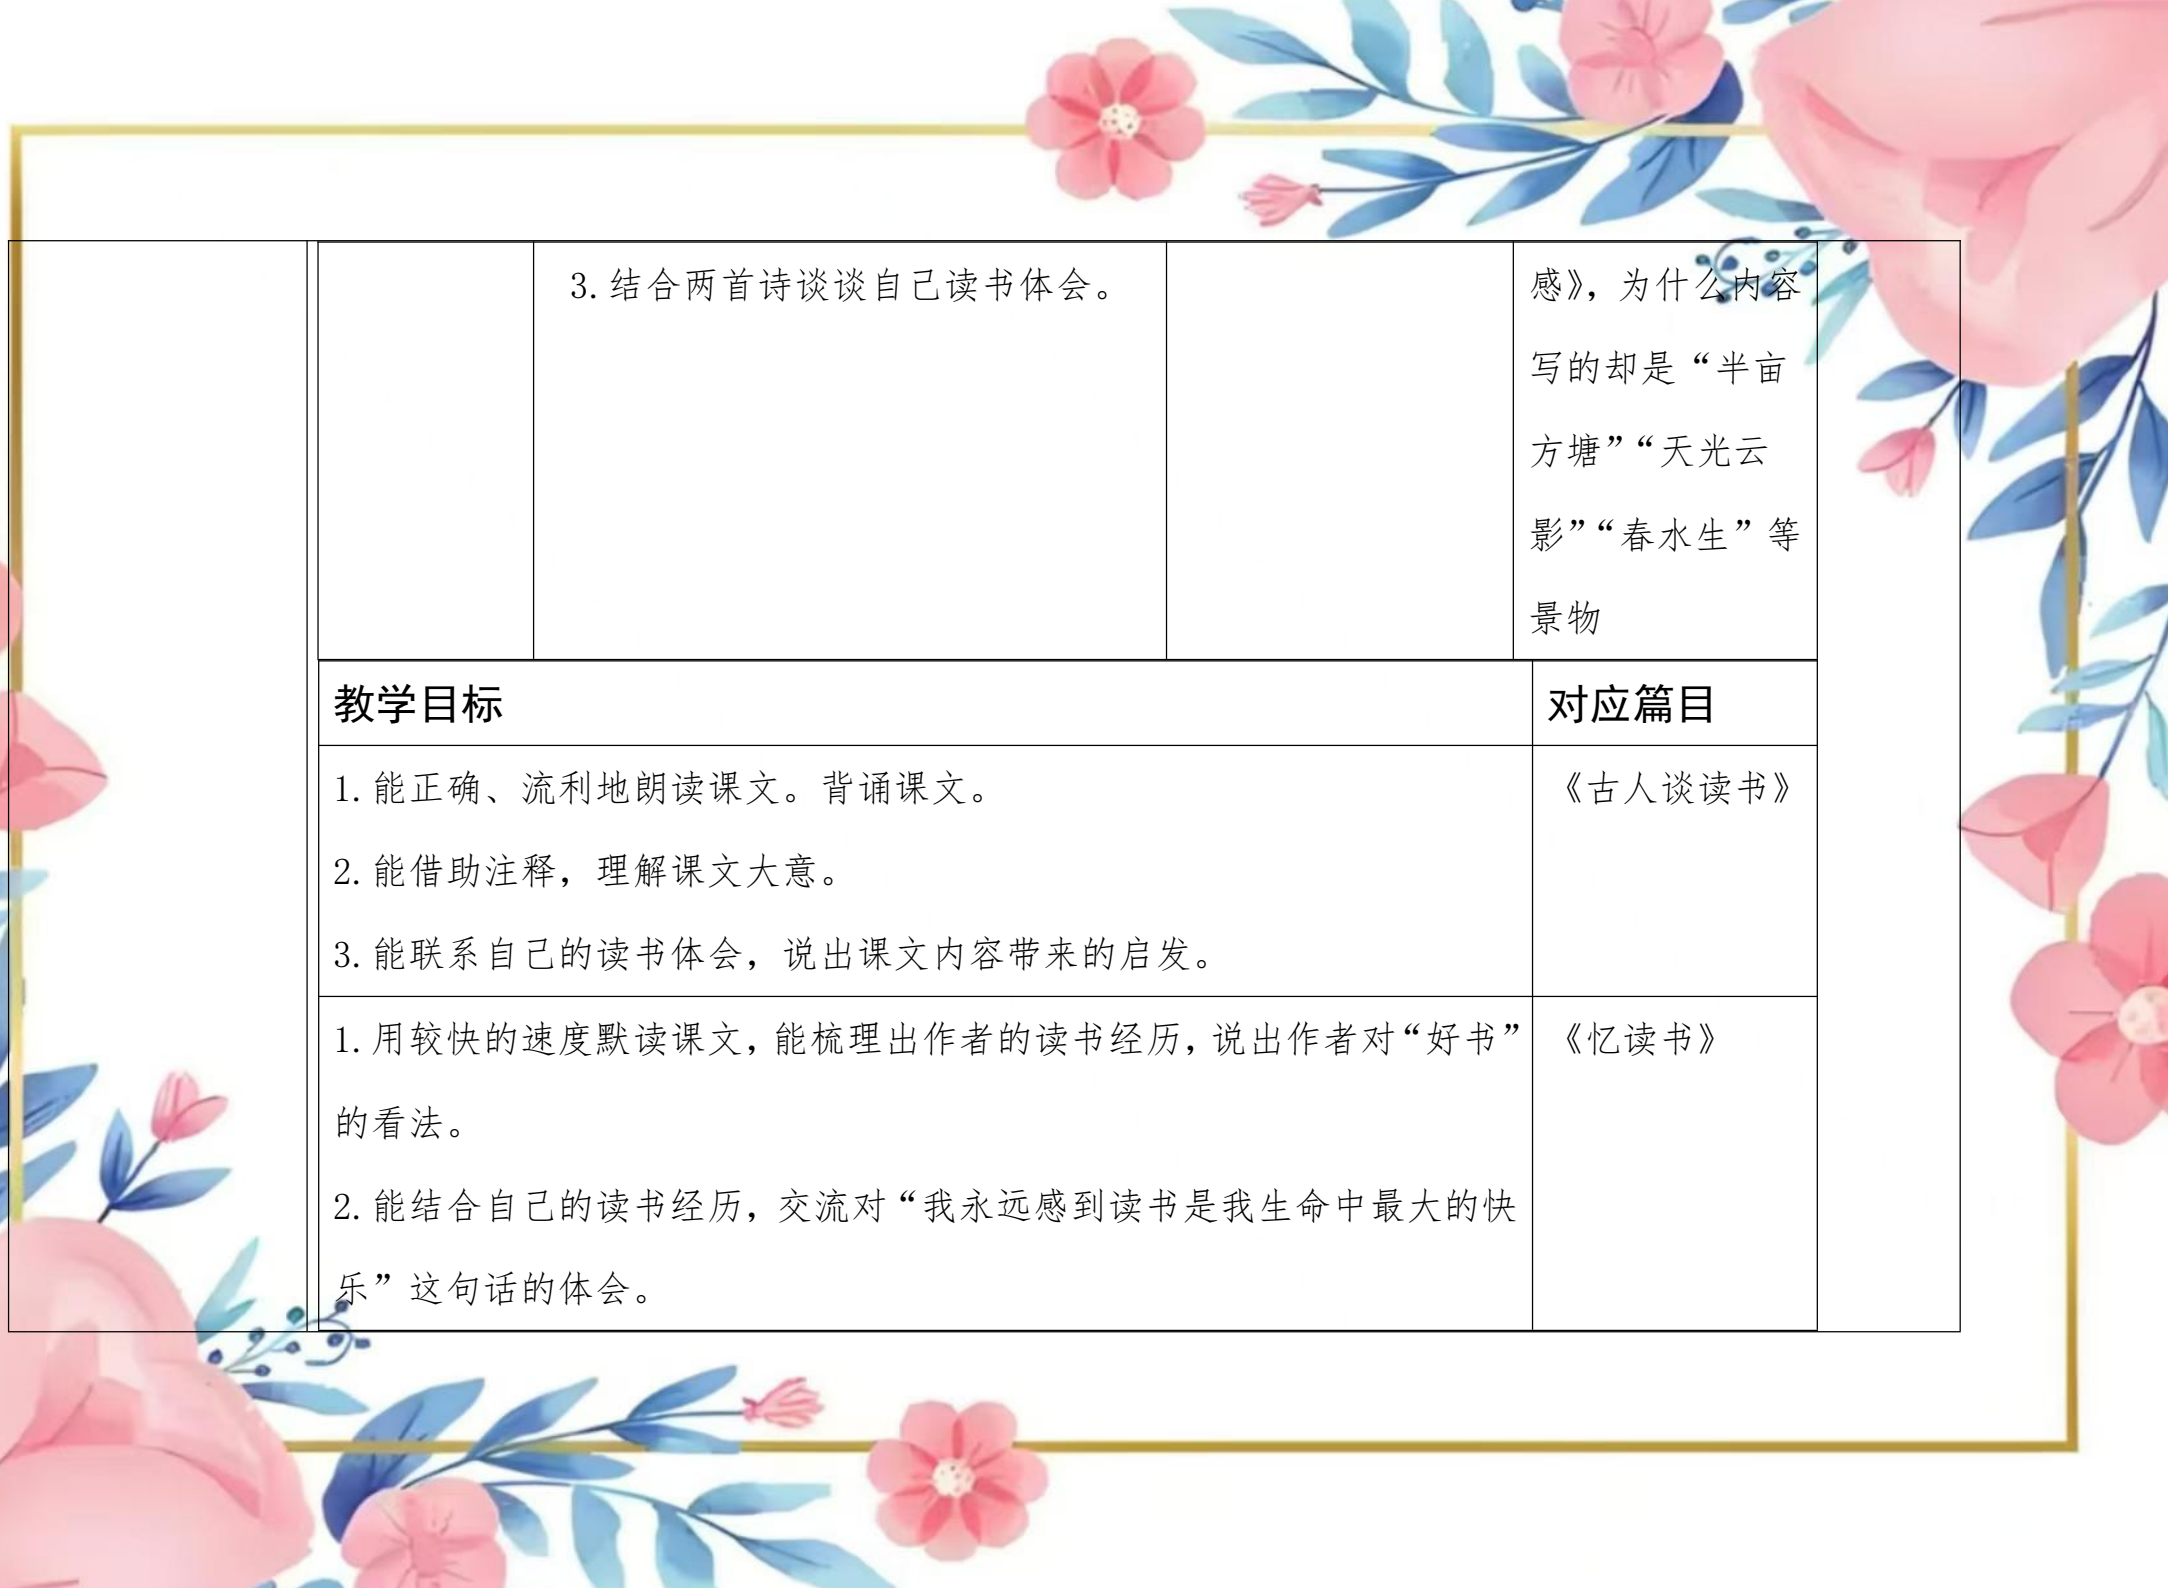 3.结合两首诗谈谈自己读书体会。
感》，为什么内容
写的却是“半亩
方塘”“天光云
影”“春水生”等
景物
教学目标
对应篇目
1.能正确、流利地朗读课文。背诵课文。
2.能借助注释，理解课文大意。
3.能联系自己的读书体会，说出课文内容带来的启发。
《古人谈读书》
1.用较快的速度默读课文，能梳理出作者的读书经历，说出作者对“好书”
的看法。
2.能结合自己的读书经历，交流对“我永远感到读书是我生命中最大的快
乐”这句话的体会。
《忆读书》